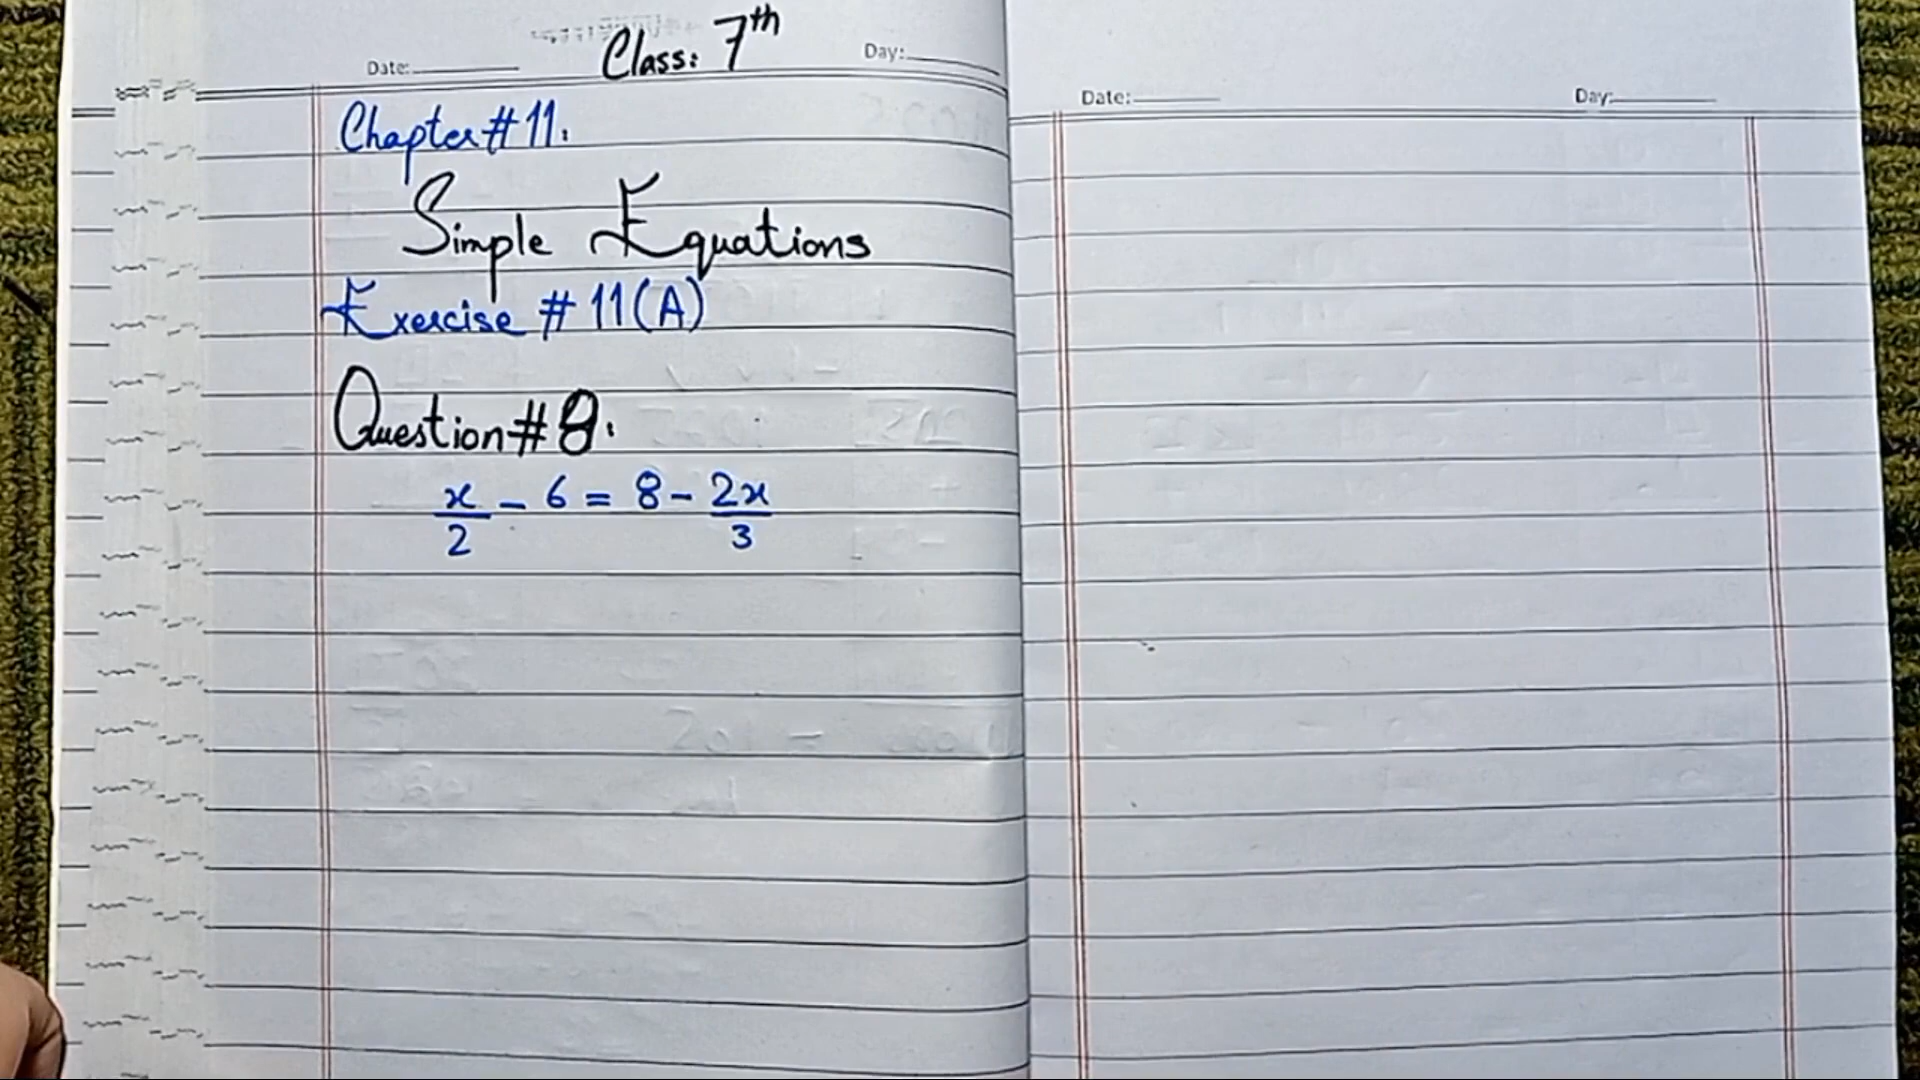 Class: 7th
Date: Day:
Chapter # 11:
Simple Equations
Exercise # 11(A)
Question # 8:
x/2 - 6 = 8 - 2x/3
Date: Day: